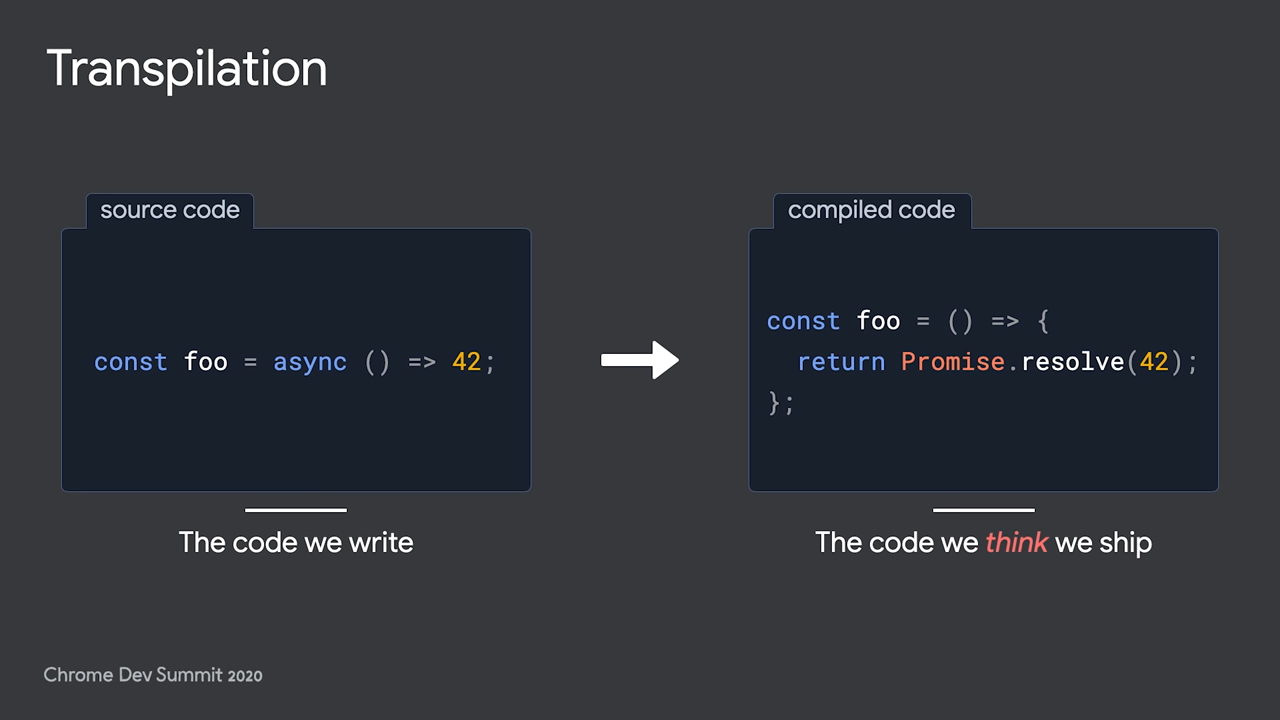 Transpilation
source code
const foo = async () => 42;
The code we write
compiled code
const foo = () => {
  return Promise.resolve(42);
};
The code we think we ship
Chrome Dev Summit 2020